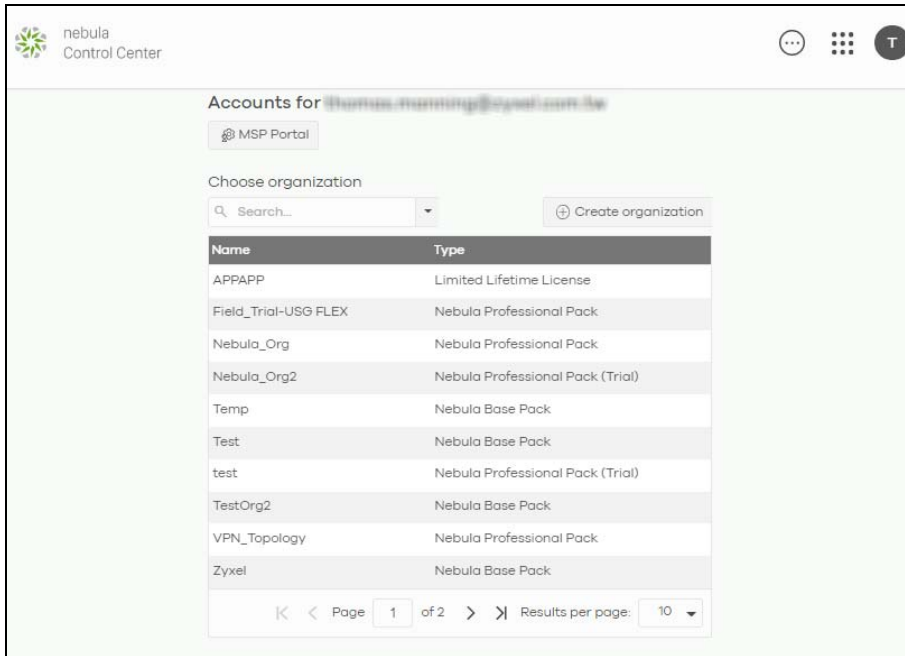 nebula
Control Center
T
Accounts for
MSP Portal
Choose organization
Search...
Create organization
Name Type
APPAPP Limited Lifetime License
Field_Trial-USG FLEX Nebula Professional Pack
Nebula_Org Nebula Professional Pack
Nebula_Org2 Nebula Professional Pack (Trial)
Temp Nebula Base Pack
Test Nebula Base Pack
test Nebula Professional Pack (Trial)
TestOrg2 Nebula Base Pack
VPN_Topology Nebula Professional Pack
Zyxel Nebula Base Pack
Page 1 of 2 Results per page: 10